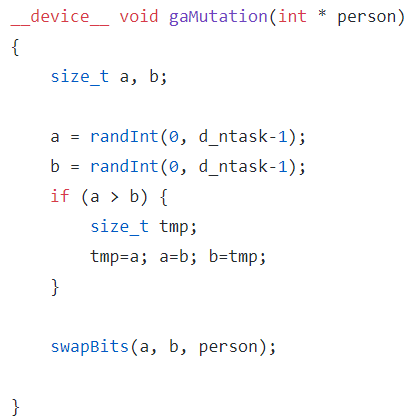 __device__ void gaMutation(int * person)
{
    size_t a, b;

    a = randInt(0, d_ntask-1);
    b = randInt(0, d_ntask-1);
    if (a > b) {
        size_t tmp;
        tmp=a; a=b; b=tmp;
    }

    swapBits(a, b, person);

}